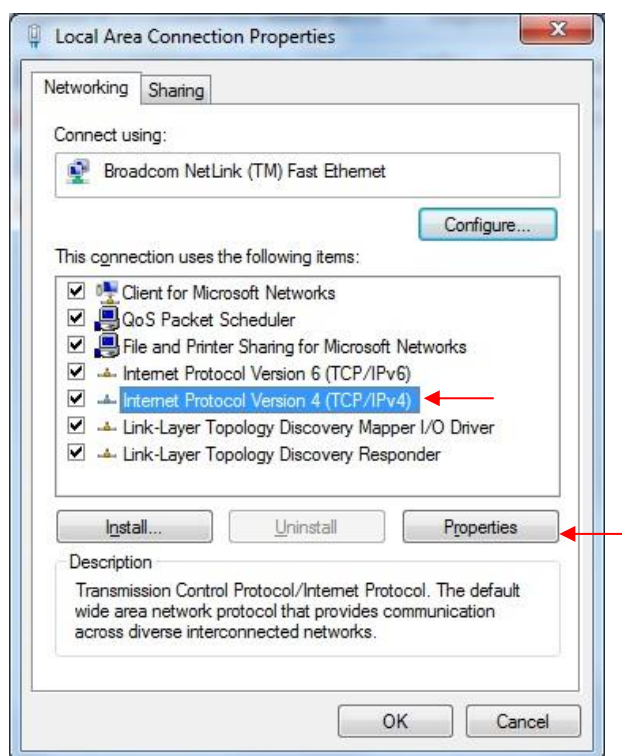 Local Area Connection Properties
Networking Sharing
Connect using:
Broadcom NetLink (TM) Fast Ethernet
Configure...
This connection uses the following items:
Client for Microsoft Networks
QoS Packet Scheduler
File and Printer Sharing for Microsoft Networks
Internet Protocol Version 6 (TCP/IPv6)
Internet Protocol Version 4 (TCP/IPv4)
Link-Layer Topology Discovery Mapper I/O Driver
Link-Layer Topology Discovery Responder
Install... Uninstall Properties
Description
Transmission Control Protocol/Internet Protocol. The default
wide area network protocol that provides communication
across diverse interconnected networks.
OK Cancel